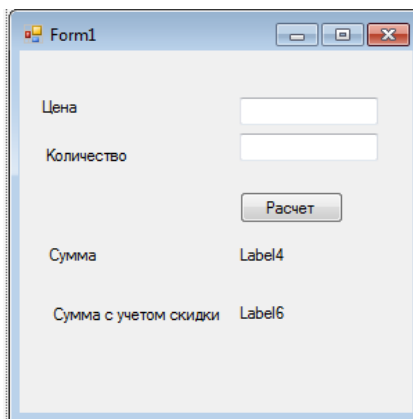 Form1
Цена
Количество
Расчет
Сумма Label4
Сумма с учетом скидки Label6